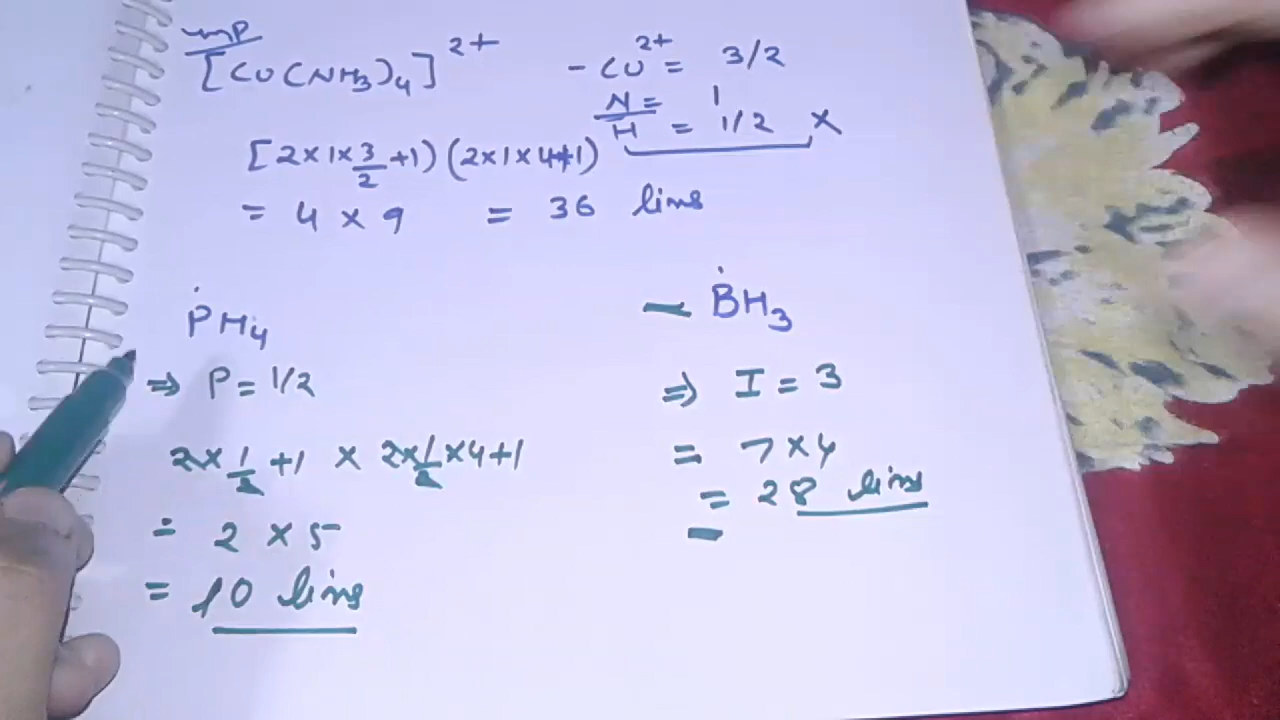 imp
[Cu(NH3)4]2+
- Cu2+ = 3/2
N = 1
H = 1/2 ×
[2×1×3/2+1) (2×1×4+1)
= 4 × 9 = 36 lins
ṖH4
⇒ P = 1/2
2×1/2+1 × 2×1/2×4+1
= 2 × 5
= 10 lins
— ḂH3
⇒ I = 3
= 7×4
= 28 lins
=